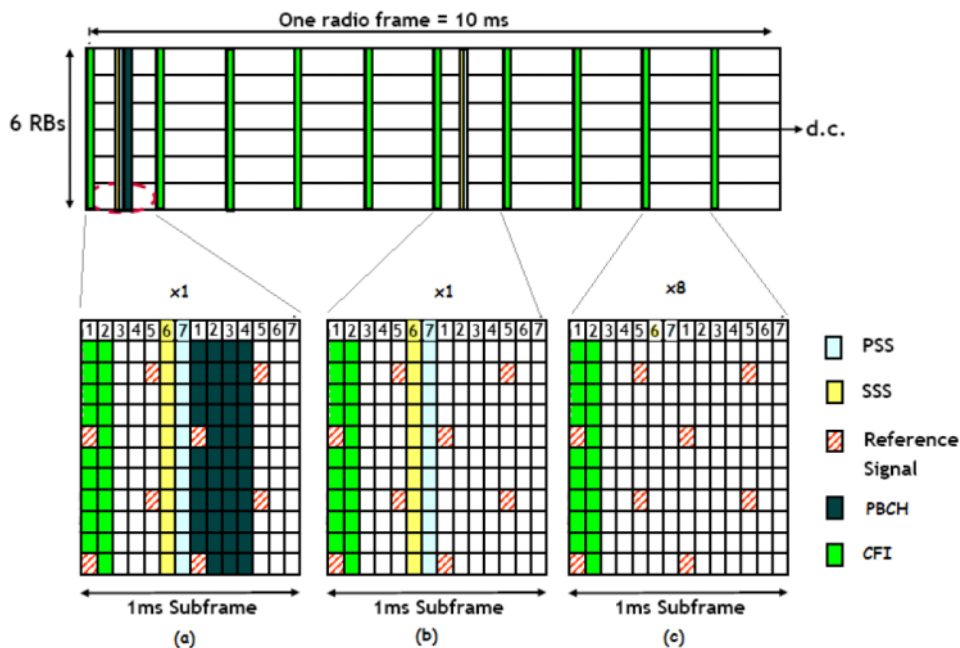 One radio frame = 10 ms
6 RBs
d.c.
x1
x1
x8
1 2 3 4 5 6 7 1 2 3 4 5 6 7
1 2 3 4 5 6 7 1 2 3 4 5 6 7
1 2 3 4 5 6 7 1 2 3 4 5 6 7
PSS
SSS
Reference
Signal
PBCH
CFI
1ms Subframe
1ms Subframe
1ms Subframe
(a)
(b)
(c)